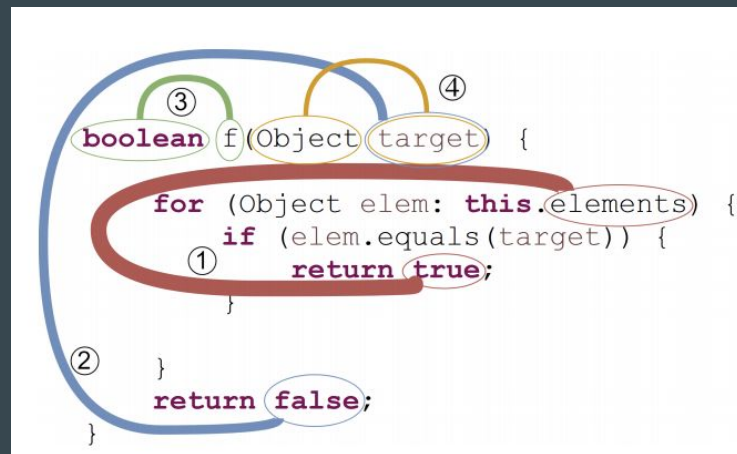 ③ ④
boolean f(Object target) {
for (Object elem: this.elements) {
if (elem.equals(target)) {
① return true;
}
② }
return false;
}